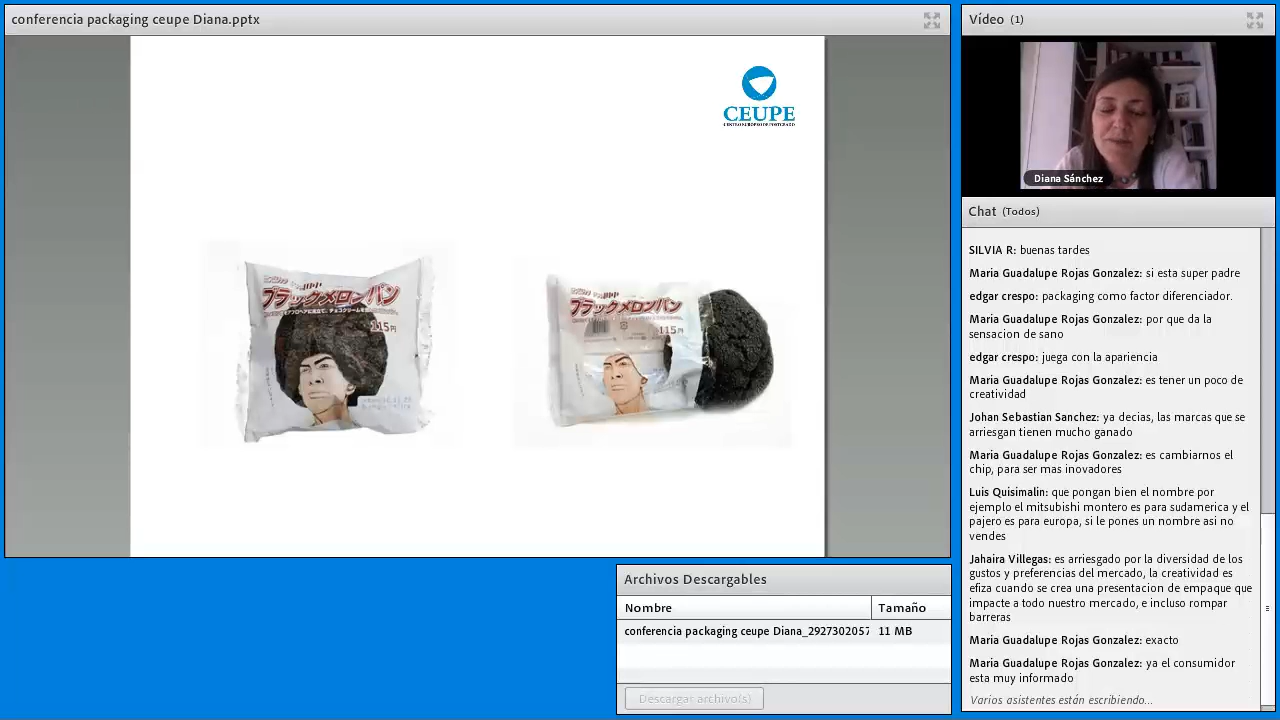 conferencia packaging ceupe Diana.pptx
CEUPE
CENTRO EUROPEO DE POSTGRADO
ブラックメロンパン
115円
ブラックメロンパン
115円
Vídeo (1)
Diana Sánchez
Chat (Todos)
SILVIA R: buenas tardes
Maria Guadalupe Rojas Gonzalez: si esta super padre
edgar crespo: packaging como factor diferenciador.
Maria Guadalupe Rojas Gonzalez: por que da la
sensacion de sano
edgar crespo: juega con la apariencia
Maria Guadalupe Rojas Gonzalez: es tener un poco de
creatividad
Johan Sebastian Sanchez: ya decias, las marcas que se
arriesgan tienen mucho ganado
Maria Guadalupe Rojas Gonzalez: es cambiarnos el
chip, para ser mas inovadores
Luis Quisimalin: que pongan bien el nombre por
ejemplo el mitsubishi montero es para sudamerica y el
pajero es para europa, si le pones un nombre asi no
vendes
Jahaira Villegas: es arriesgado por la diversidad de los
gustos y preferencias del mercado, la creatividad es
efiza cuando se crea una presentacion de empaque que
impacte a todo nuestro mercado, e incluso rompar
barreras
Maria Guadalupe Rojas Gonzalez: exacto
Maria Guadalupe Rojas Gonzalez: ya el consumidor
esta muy informado
Varios asistentes están escribiendo...
Archivos Descargables
Nombre Tamaño
conferencia packaging ceupe Diana_2927302057 11 MB
Descargar archivo(s)